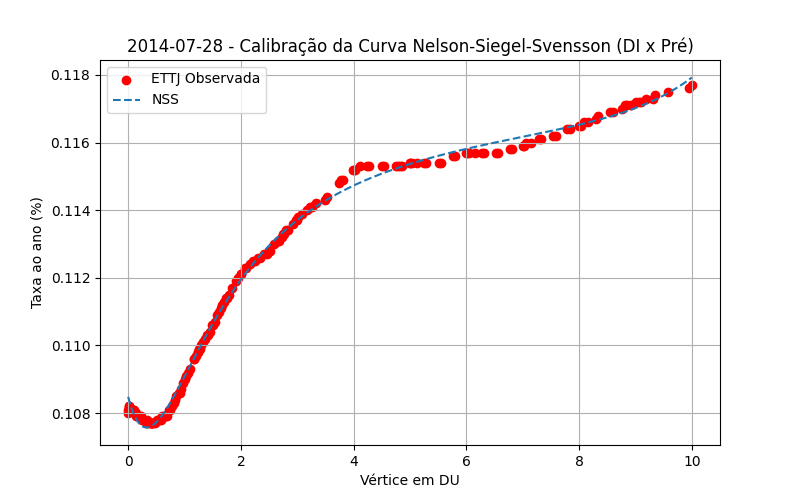 2014-07-28 - Calibração da Curva Nelson-Siegel-Svensson (DI x Pré)
ETTJ Observada
NSS
Taxa ao ano (%)
0.118
0.116
0.114
0.112
0.110
0.108
0 2 4 6 8 10
Vértice em DU